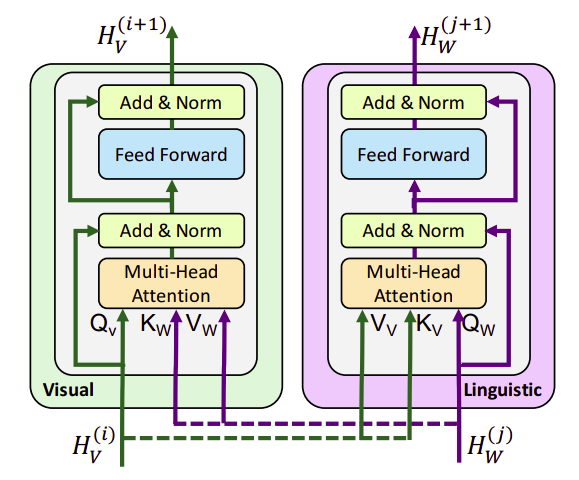 H_V^(i+1)
Add & Norm
Feed Forward
Add & Norm
Multi-Head
Attention
Q_v K_W V_W
Visual
H_V^(i)
H_W^(j+1)
Add & Norm
Feed Forward
Add & Norm
Multi-Head
Attention
V_V K_V Q_W
Linguistic
H_W^(j)